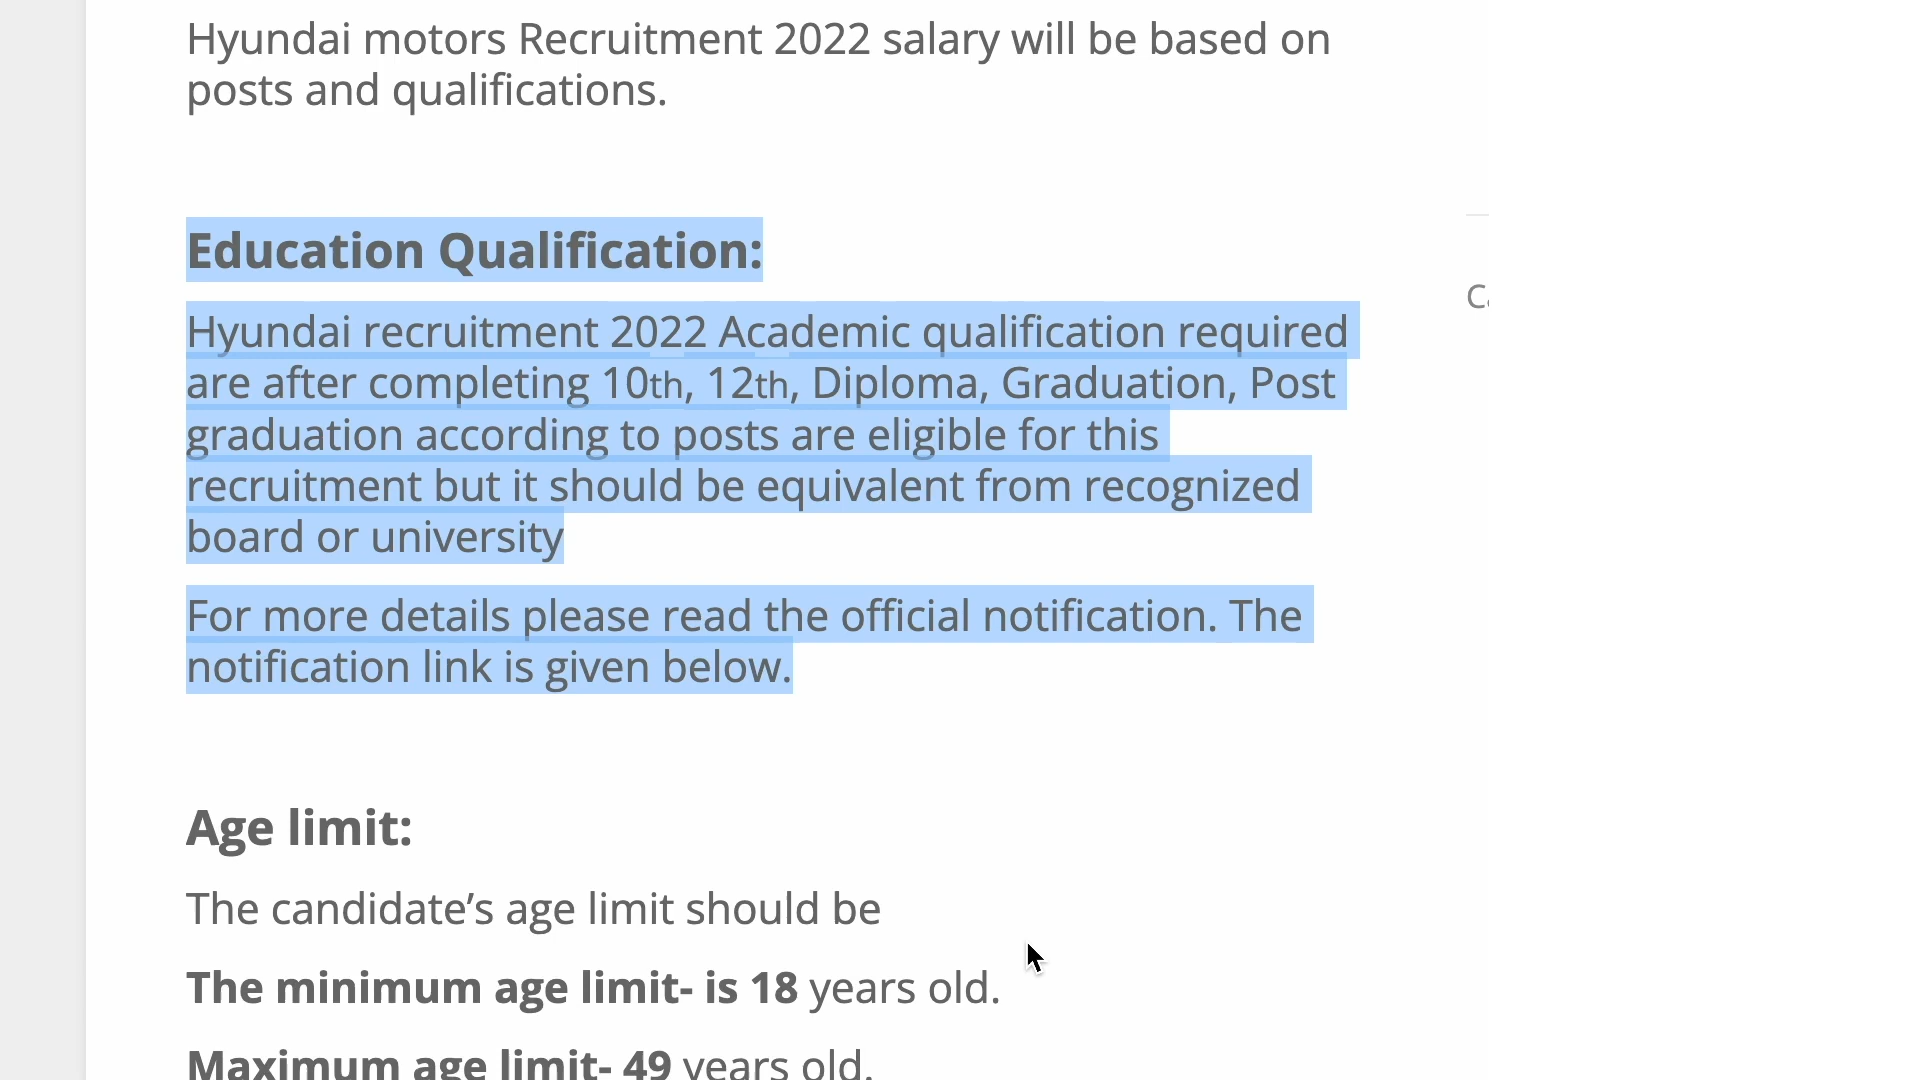 Hyundai motors Recruitment 2022 salary will be based on
posts and qualifications.
Education Qualification:
Hyundai recruitment 2022 Academic qualification required
are after completing 10th, 12th, Diploma, Graduation, Post
graduation according to posts are eligible for this
recruitment but it should be equivalent from recognized
board or university
For more details please read the official notification. The
notification link is given below.
Age limit:
The candidate’s age limit should be
The minimum age limit- is 18 years old.
Maximum age limit- 49 years old.